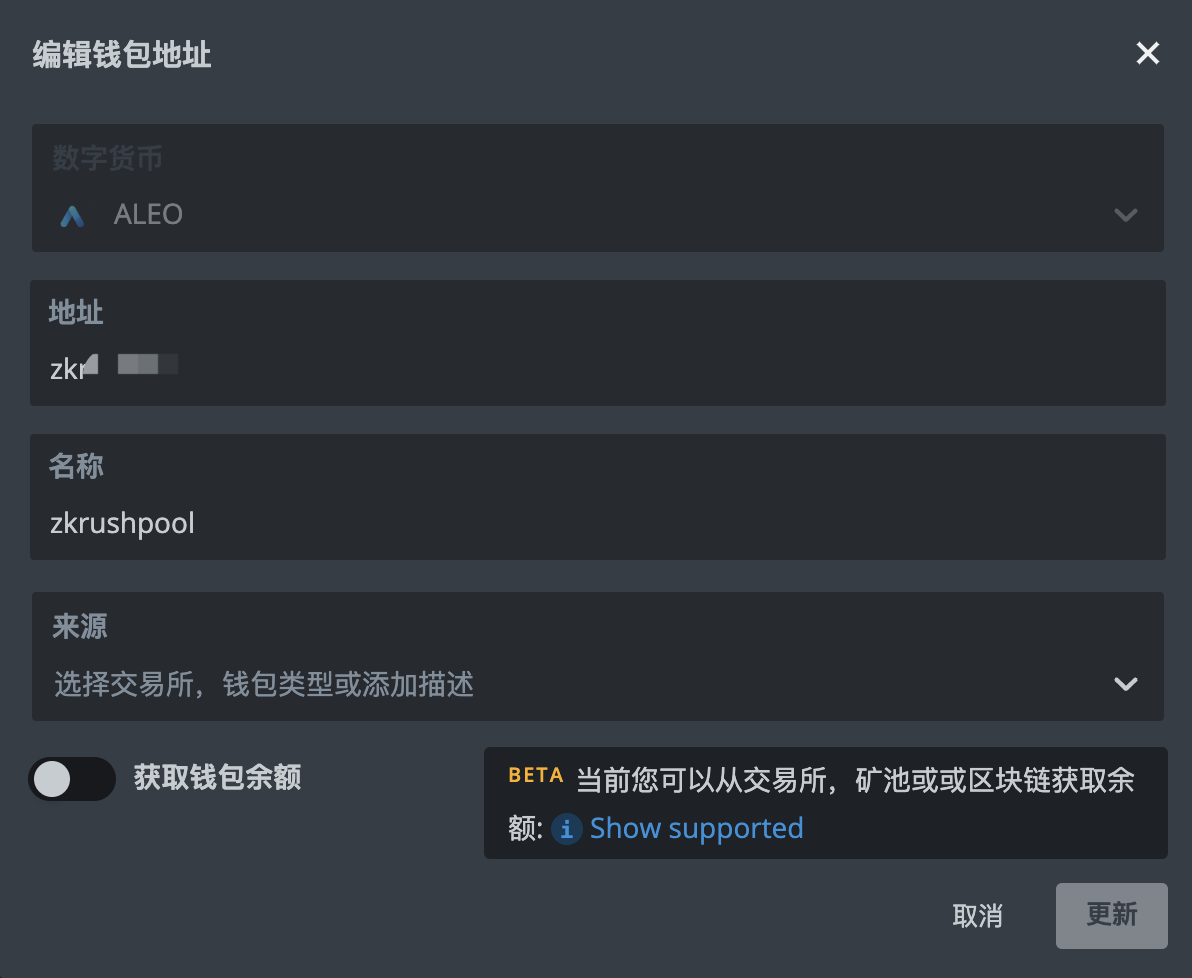 编辑钱包地址
数字货币
ALEO
地址
zkr
名称
zkrushpool
来源
选择交易所，钱包类型或添加描述
获取钱包余额
BETA 当前您可以从交易所，矿池或或区块链获取余
额: i Show supported
取消
更新